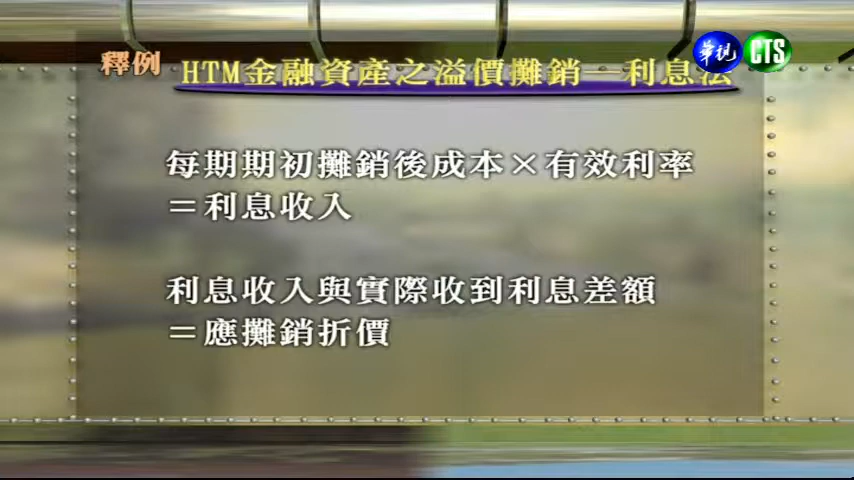 釋例
HTM金融資產之溢價攤銷—利息法
華視 CTS
每期期初攤銷後成本×有效利率
＝利息收入
利息收入與實際收到利息差額
＝應攤銷折價